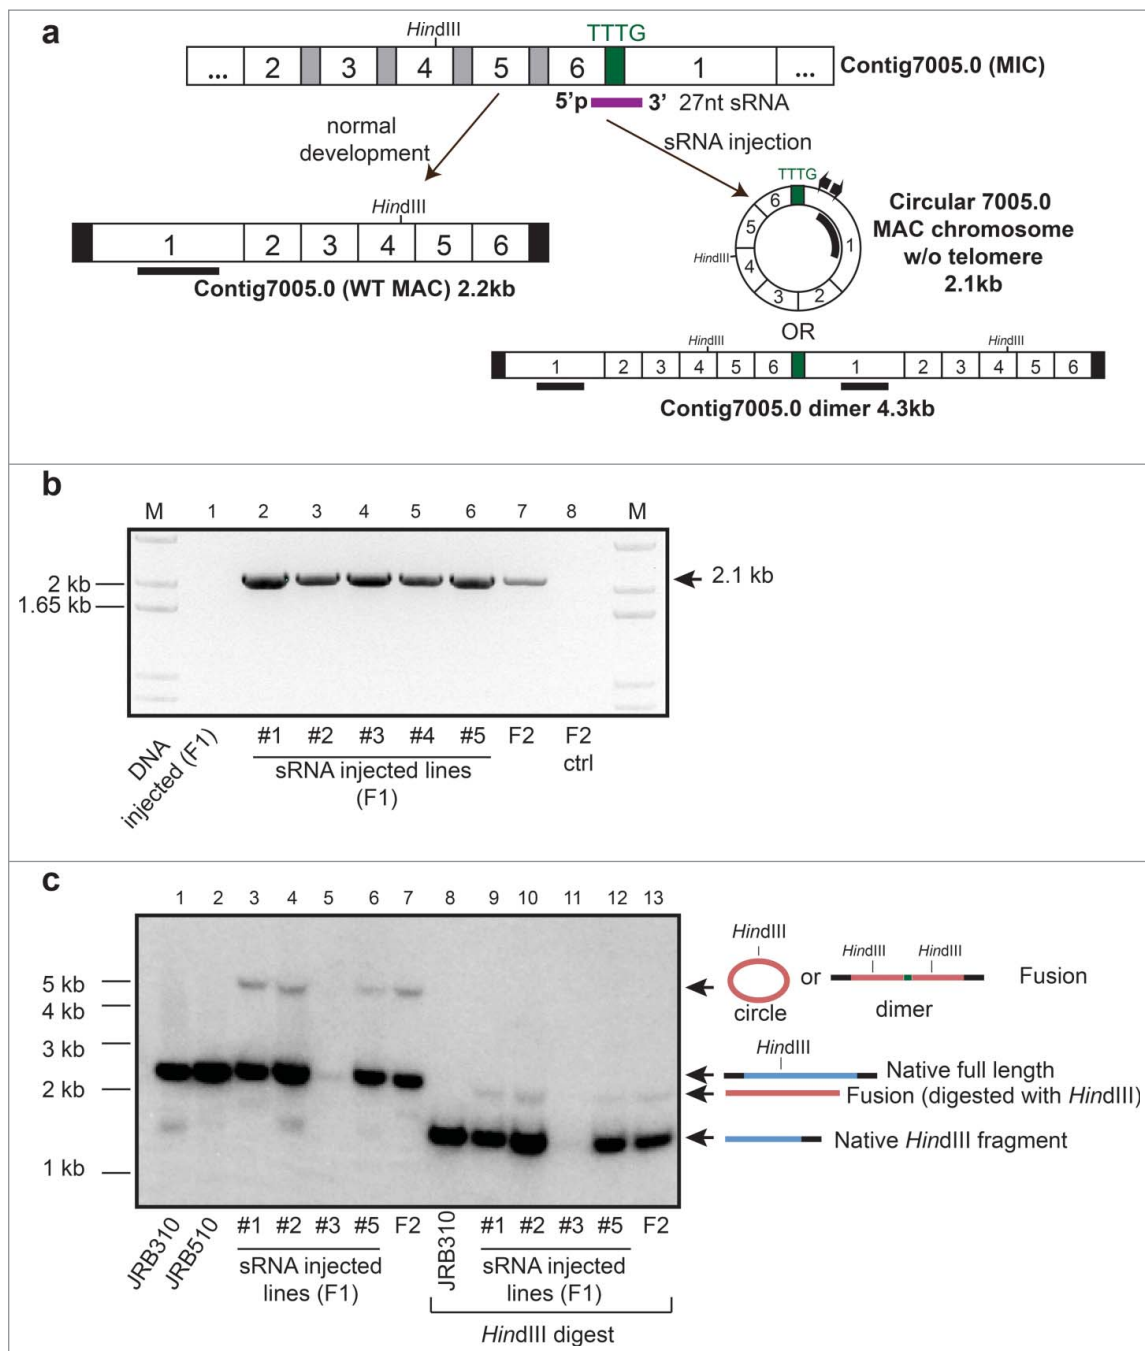 a
HindIII
TTTG
... 2 3 4 5 6 1 ...
Contig7005.0 (MIC)
5'p 3' 27nt sRNA
normal
development
sRNA injection
HindIII
1 2 3 4 5 6
Contig7005.0 (WT MAC) 2.2kb
TTTG
6 5 4 3 2 1
HindIII
Circular 7005.0
MAC chromosome
w/o telomere
2.1kb
OR
HindIII HindIII
1 2 3 4 5 6 1 2 3 4 5 6
Contig7005.0 dimer 4.3kb
b
M 1 2 3 4 5 6 7 8 M
2 kb
1.65 kb
2.1 kb
DNA
injected (F1)
#1 #2 #3 #4 #5 F2 F2
ctrl
sRNA injected lines
(F1)
c
1 2 3 4 5 6 7 8 9 10 11 12 13
5 kb
4 kb
3 kb
2 kb
1 kb
HindIII
HindIII HindIII
or
Fusion
circle
dimer
HindIII
Native full length
Fusion (digested with HindIII)
Native HindIII fragment
JRB310 JRB510 #1 #2 #3 #5 F2 JRB310 #1 #2 #3 #5 F2
sRNA injected
lines (F1)
sRNA injected
lines (F1)
HindIII digest